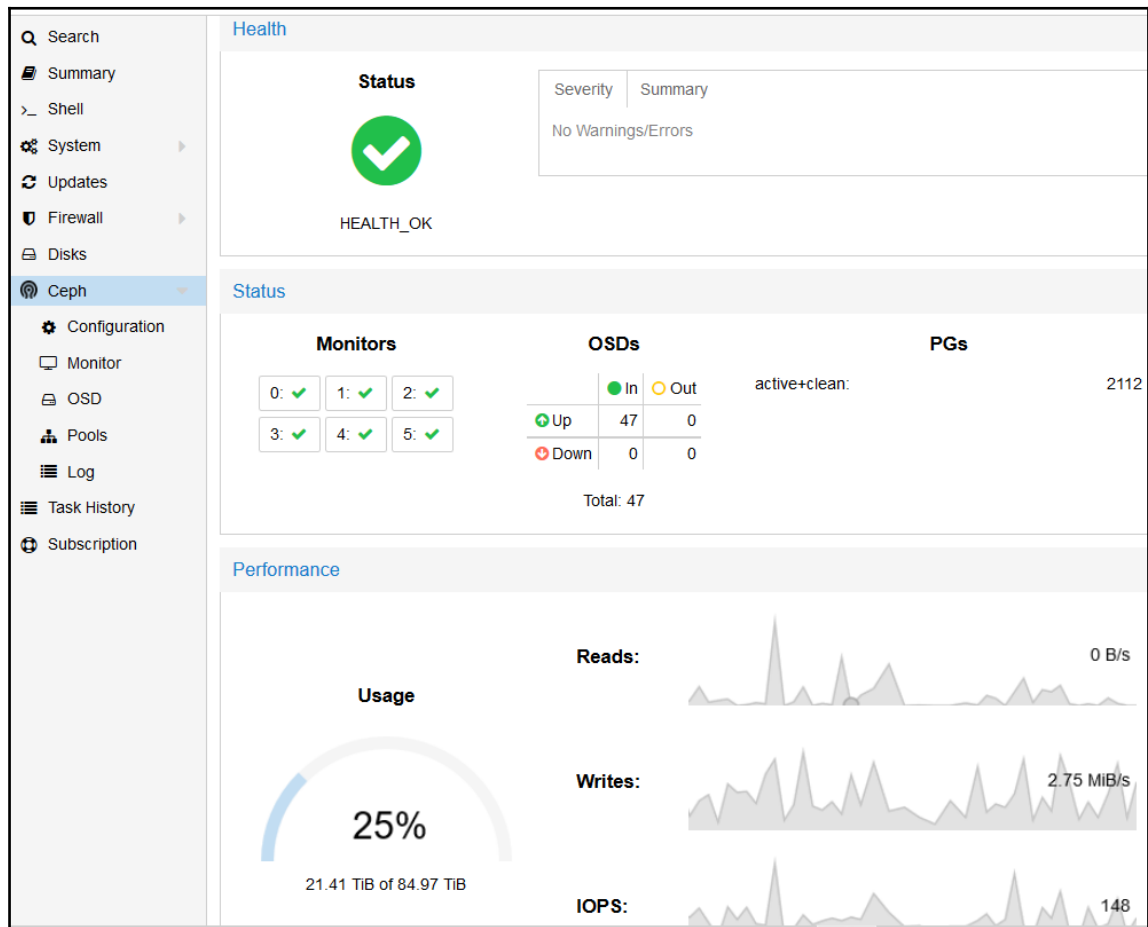 Search
Summary
Shell
System
Updates
Firewall
Disks
Ceph
Configuration
Monitor
OSD
Pools
Log
Task History
Subscription
Health
Status
HEALTH_OK
Severity Summary
No Warnings/Errors
Status
Monitors
0: 1: 2:
3: 4: 5:
OSDs
In Out
Up 47 0
Down 0 0
Total: 47
PGs
active+clean: 2112
Performance
Usage
25%
21.41 TiB of 84.97 TiB
Reads: 0 B/s
Writes: 2.75 MiB/s
IOPS: 148